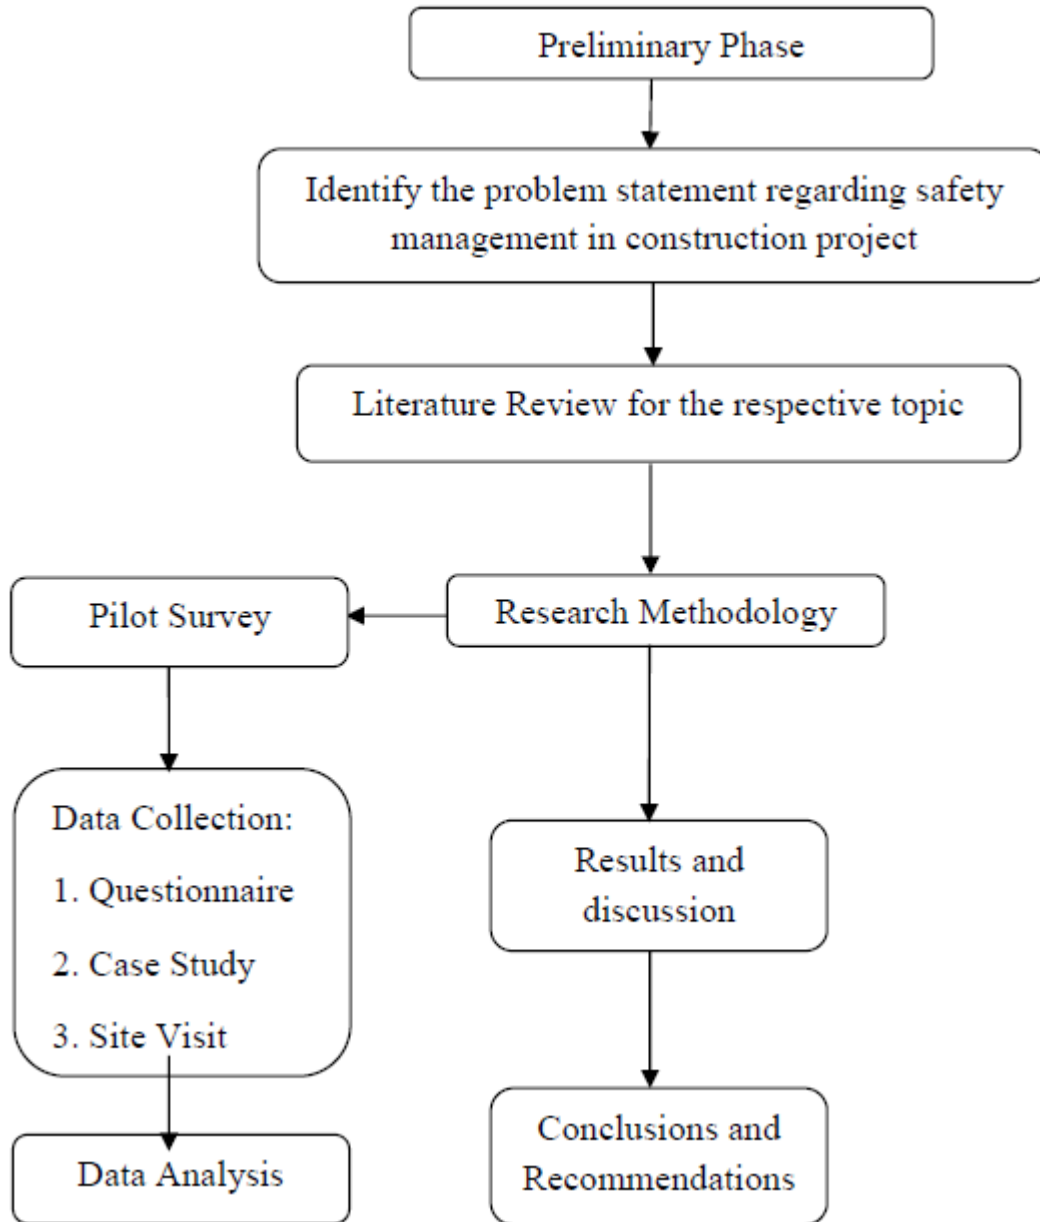 Preliminary Phase
Identify the problem statement regarding safety
management in construction project
Literature Review for the respective topic
Research Methodology
Pilot Survey
Data Collection:
1. Questionnaire
2. Case Study
3. Site Visit
Data Analysis
Results and
discussion
Conclusions and
Recommendations